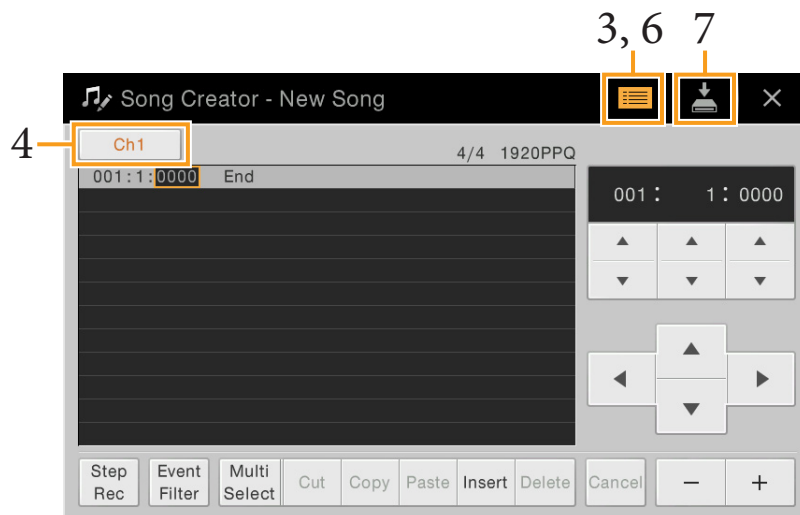 3, 6 7
Song Creator - New Song
4
Ch1
4/4 1920PPQ
001:1:0000 End
001: 1: 0000
Step Rec
Event Filter
Multi Select
Cut
Copy
Paste
Insert
Delete
Cancel
− +